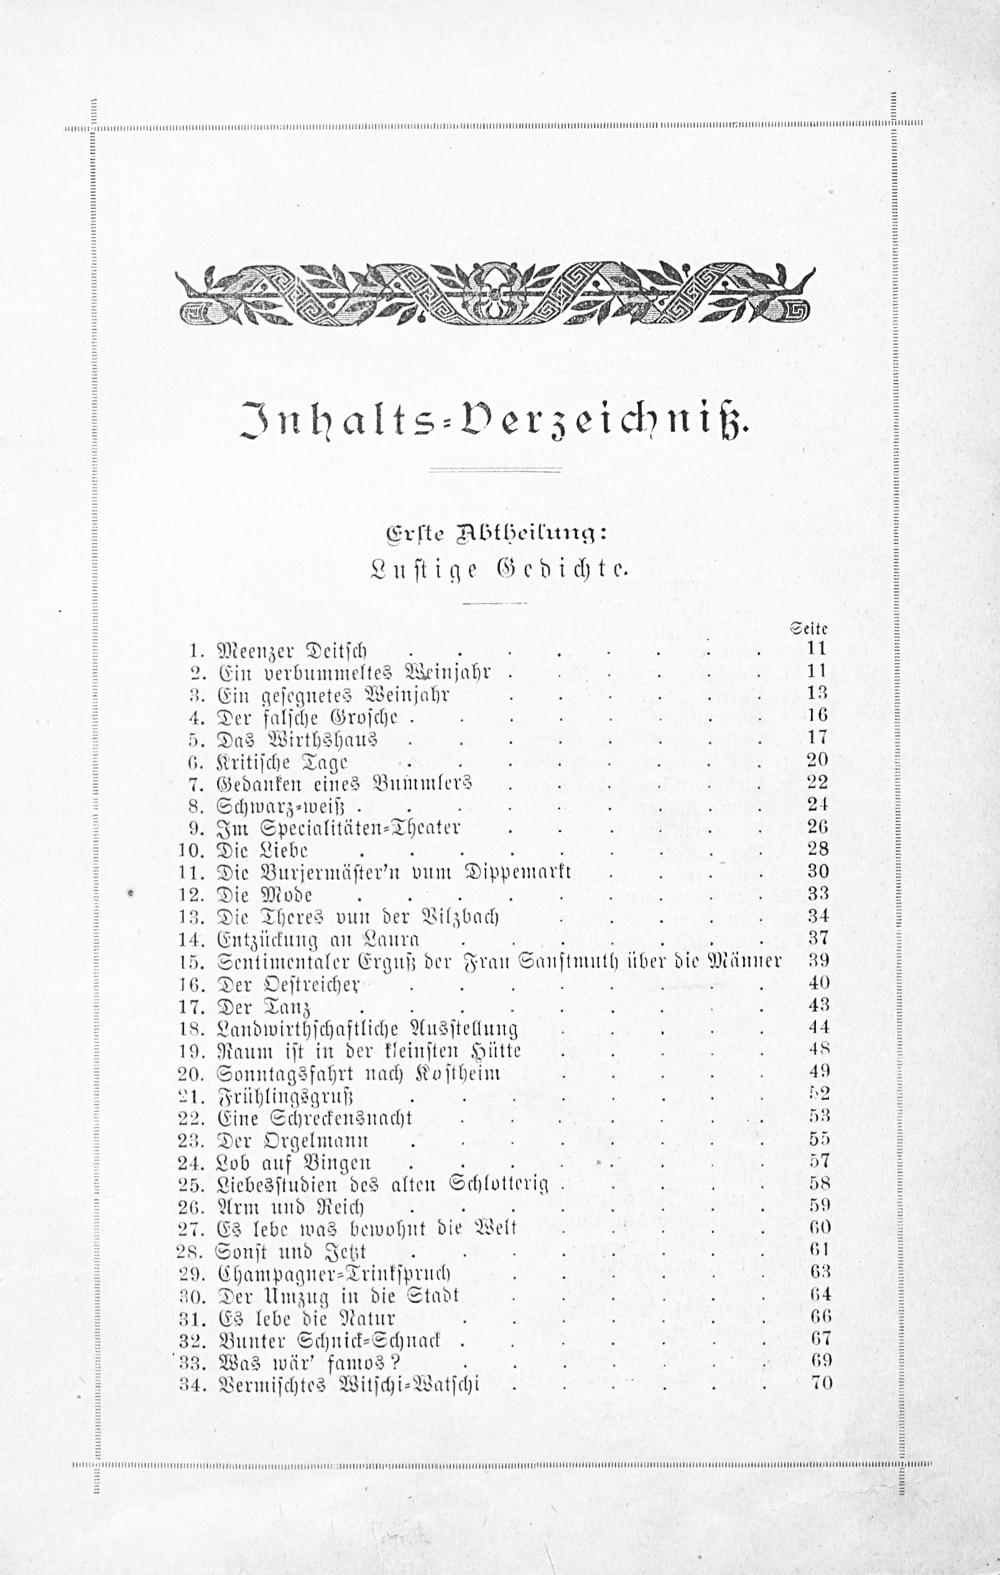 Inhalts-Verzeichniß.
Erste Abtheilung:
Lustige Gedichte.
Seite
1. Meenzer Deitsch . . . . . . . . 11
2. Ein verbummeltes Weinjahr . . . . . . 11
3. Ein gesegnetes Weinjahr . . . . . . 13
4. Der falsche Grosche . . . . . . . . 16
5. Das Wirthshaus . . . . . . . . 17
6. Kritische Tage . . . . . . . . 20
7. Gedanken eines Bummlers . . . . . . 22
8. Schwarz-weiß . . . . . . . . . 24
9. Im Specialitäten-Theater . . . . . . 26
10. Die Liebe . . . . . . . . . 28
11. Die Burjermäster'n vum Dippemarkt . . . . 30
12. Die Mode . . . . . . . . . 33
13. Die Theres vun der Vilzbach . . . . . 34
14. Entzückung an Laura . . . . . . . 37
15. Sentimentaler Erguß der Frau Sanftmuth über die Männer 39
16. Der Oestreicher . . . . . . . . 40
17. Der Tanz . . . . . . . . . 43
18. Landwirthschaftliche Ausstellung . . . . . 44
19. Raum ist in der kleinsten Hütte . . . . . 48
20. Sonntagsfahrt nach Kostheim . . . . . 49
21. Frühlingsgruß . . . . . . . . 52
22. Eine Schreckensnacht . . . . . . . 53
23. Der Orgelmann . . . . . . . . 55
24. Lob auf Bingen . . . . . . . . 57
25. Liebesstudien des alten Schlotterig . . . . . 58
26. Arm und Reich . . . . . . . . 59
27. Es lebe was bewohnt die Welt . . . . . 60
28. Sonst und Jetzt . . . . . . . . 61
29. Champagner-Trinkspruch . . . . . . 63
30. Der Umzug in die Stadt . . . . . . 64
31. Es lebe die Natur . . . . . . . 66
32. Bunter Schnick-Schnack . . . . . . . 67
33. Was wär' famos? . . . . . . . 69
34. Vermischtes Witschi-Watschi . . . . . . 70